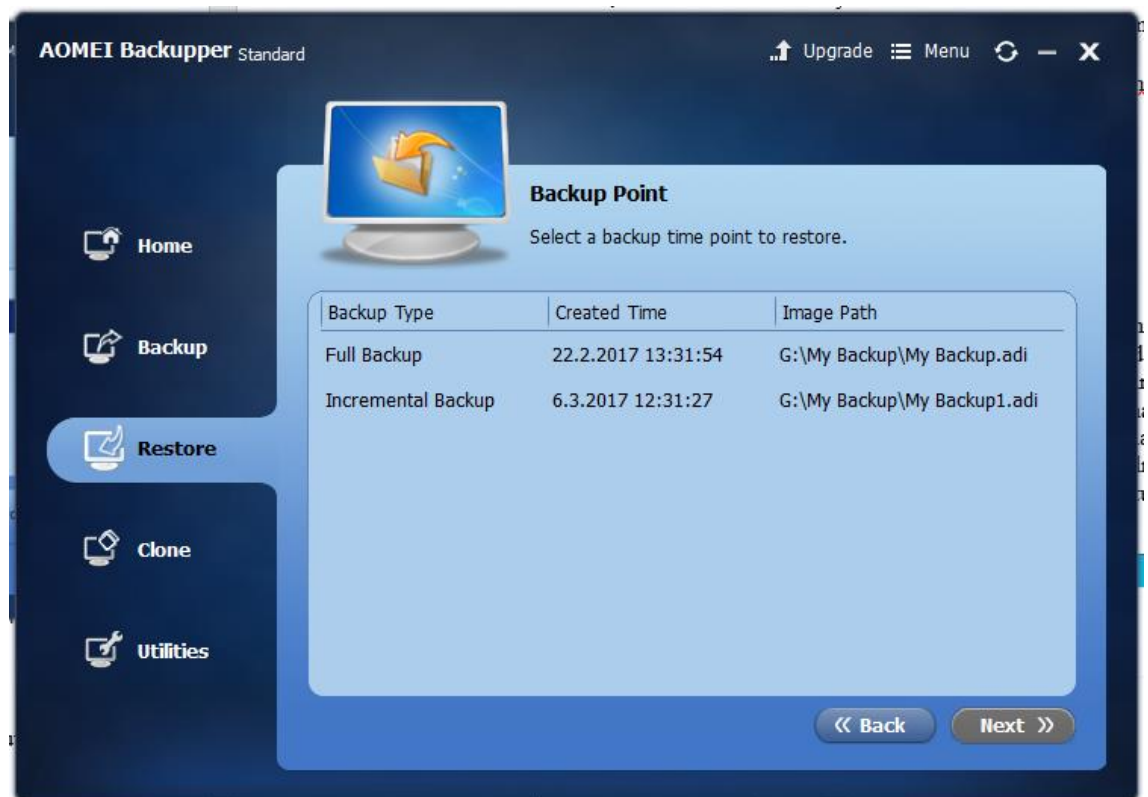 AOMEI Backupper Standard
Upgrade Menu
Backup Point
Select a backup time point to restore.
Home
Backup
Restore
Clone
Utilities
Backup Type Created Time Image Path
Full Backup 22.2.2017 13:31:54 G:\My Backup\My Backup.adi
Incremental Backup 6.3.2017 12:31:27 G:\My Backup\My Backup1.adi
Back Next